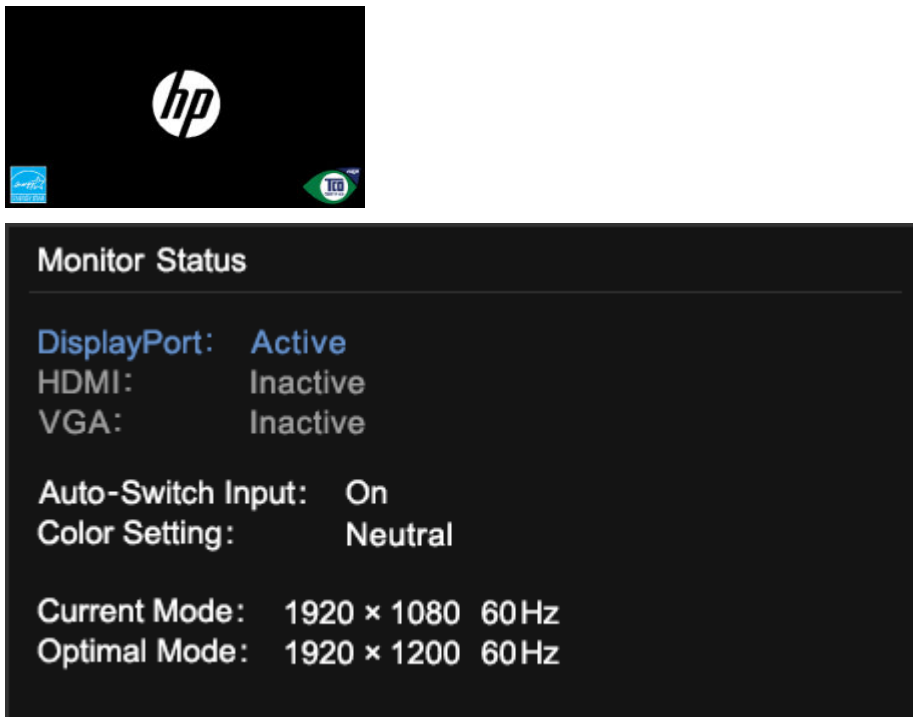 hp
TCO
Monitor Status
DisplayPort: Active
HDMI: Inactive
VGA: Inactive
Auto-Switch Input: On
Color Setting: Neutral
Current Mode: 1920 × 1080 60Hz
Optimal Mode: 1920 × 1200 60Hz